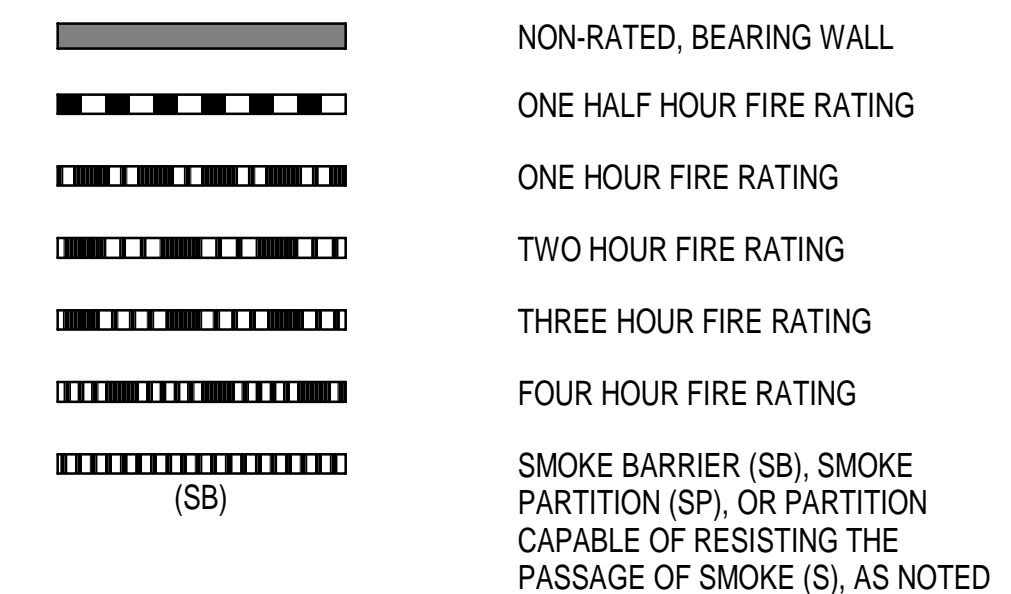 NON-RATED, BEARING WALL
ONE HALF HOUR FIRE RATING
ONE HOUR FIRE RATING
TWO HOUR FIRE RATING
THREE HOUR FIRE RATING
FOUR HOUR FIRE RATING
(SB)
SMOKE BARRIER (SB), SMOKE
PARTITION (SP), OR PARTITION
CAPABLE OF RESISTING THE
PASSAGE OF SMOKE (S), AS NOTED